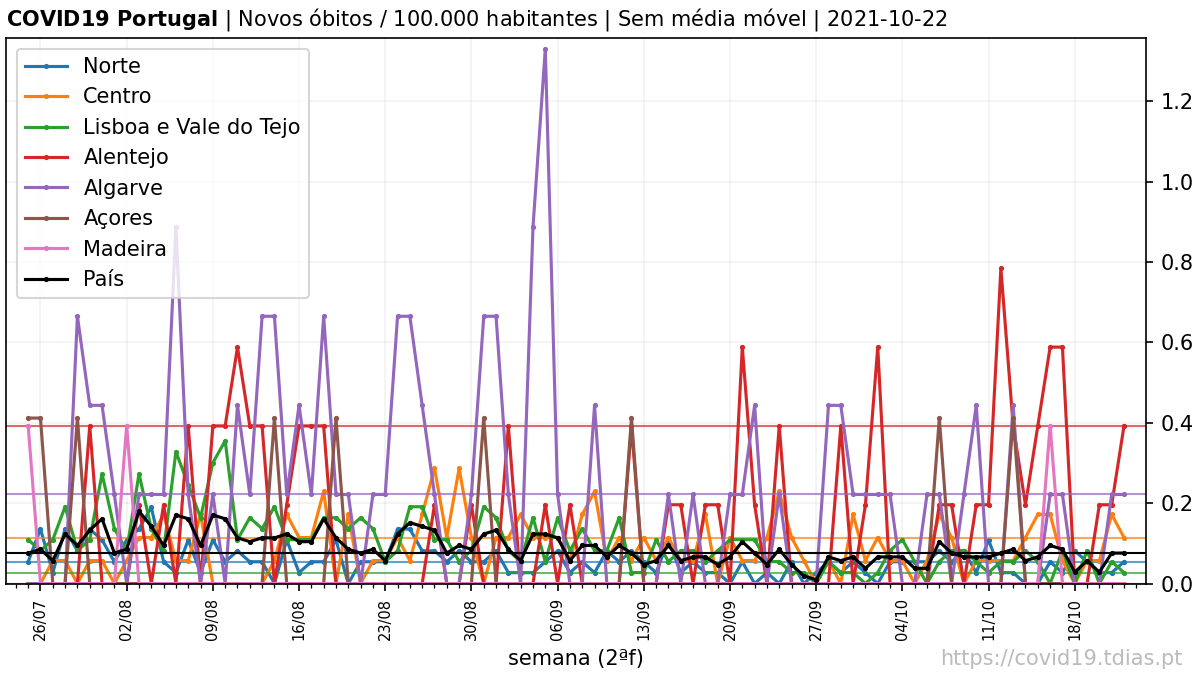 COVID19 Portugal | Novos óbitos / 100.000 habitantes | Sem média móvel | 2021-10-22
Norte
Centro
Lisboa e Vale do Tejo
Alentejo
Algarve
Açores
Madeira
País
1.2
1.0
0.8
0.6
0.4
0.2
0.0
26/07
02/08
09/08
16/08
23/08
30/08
06/09
13/09
20/09
27/09
04/10
11/10
18/10
semana (2ªf)
https://covid19.tdias.pt